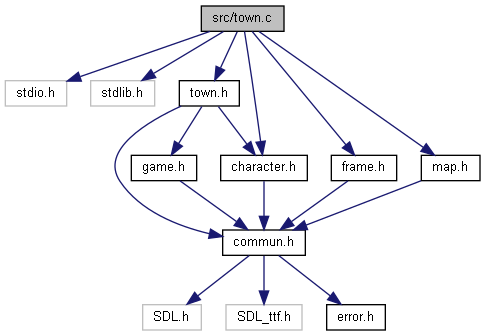 src/town.c
stdio.h
stdlib.h
town.h
game.h
character.h
frame.h
map.h
commun.h
SDL.h
SDL_ttf.h
error.h